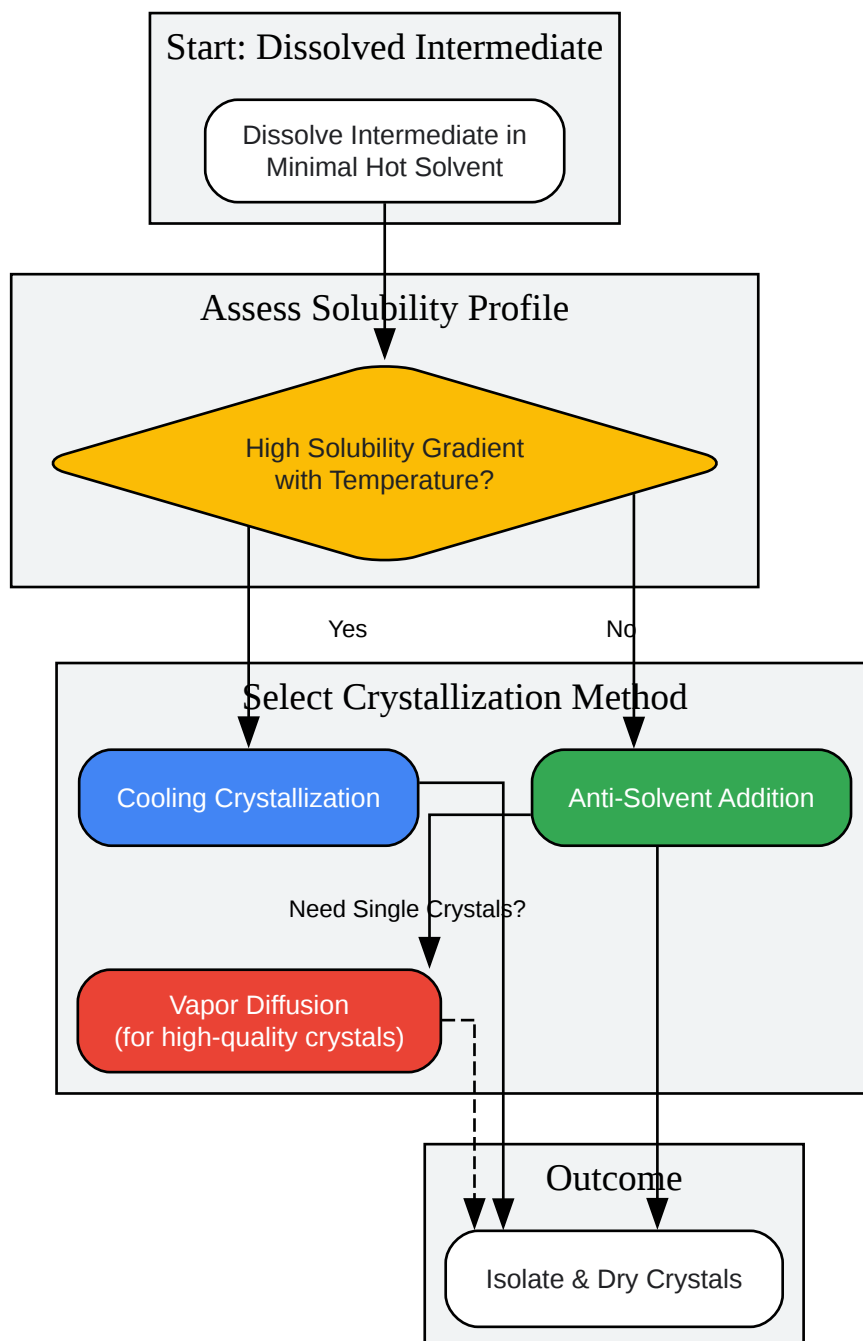 Start: Dissolved Intermediate
Dissolve Intermediate in
Minimal Hot Solvent
Assess Solubility Profile
High Solubility Gradient
with Temperature?
Yes
No
Select Crystallization Method
Cooling Crystallization
Anti-Solvent Addition
Need Single Crystals?
Vapor Diffusion
(for high-quality crystals)
Outcome
Isolate & Dry Crystals